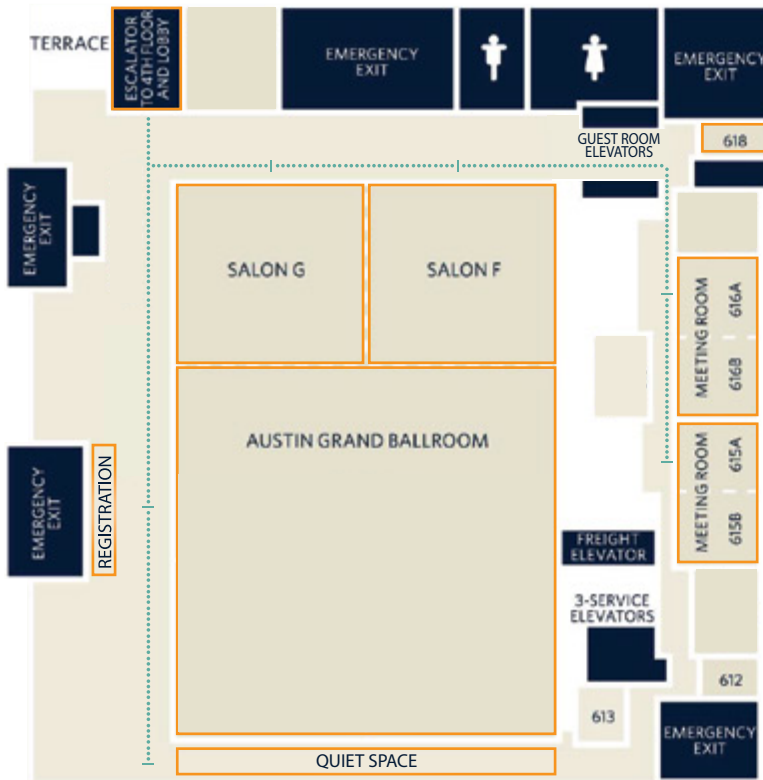 TERRACE
ESCALATOR
TO 4TH FLOOR
AND LOBBY
EMERGENCY
EXIT
EMERGENCY
EXIT
GUEST ROOM
ELEVATORS
618
EMERGENCY
EXIT
SALON G
SALON F
MEETING ROOM
616A
616B
AUSTIN GRAND BALLROOM
MEETING ROOM
615A
615B
EMERGENCY
EXIT
REGISTRATION
FREIGHT
ELEVATOR
3-SERVICE
ELEVATORS
612
613
EMERGENCY
EXIT
QUIET SPACE